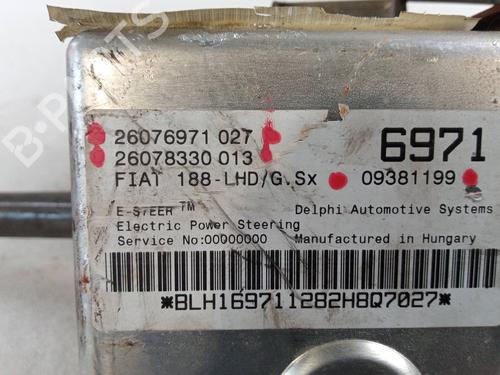 B-PARTS
26076971 027
6971
26078330 013
FIAT 188-LHD/G.Sx 09381199
E-STEER™ Delphi Automotive Systems
Electric Power Steering
Service No:00000000 Manufactured in Hungary
*BLH169711282H8Q7027*